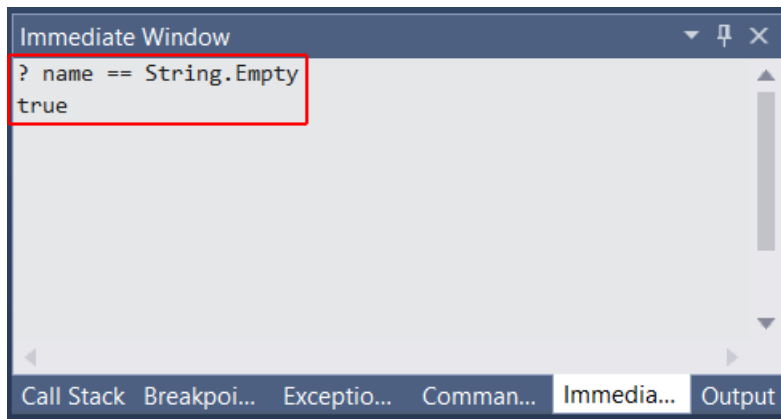 Immediate Window
? name == String.Empty
true
Call Stack Breakpoi... Exceptio... Comman... Immedia... Output